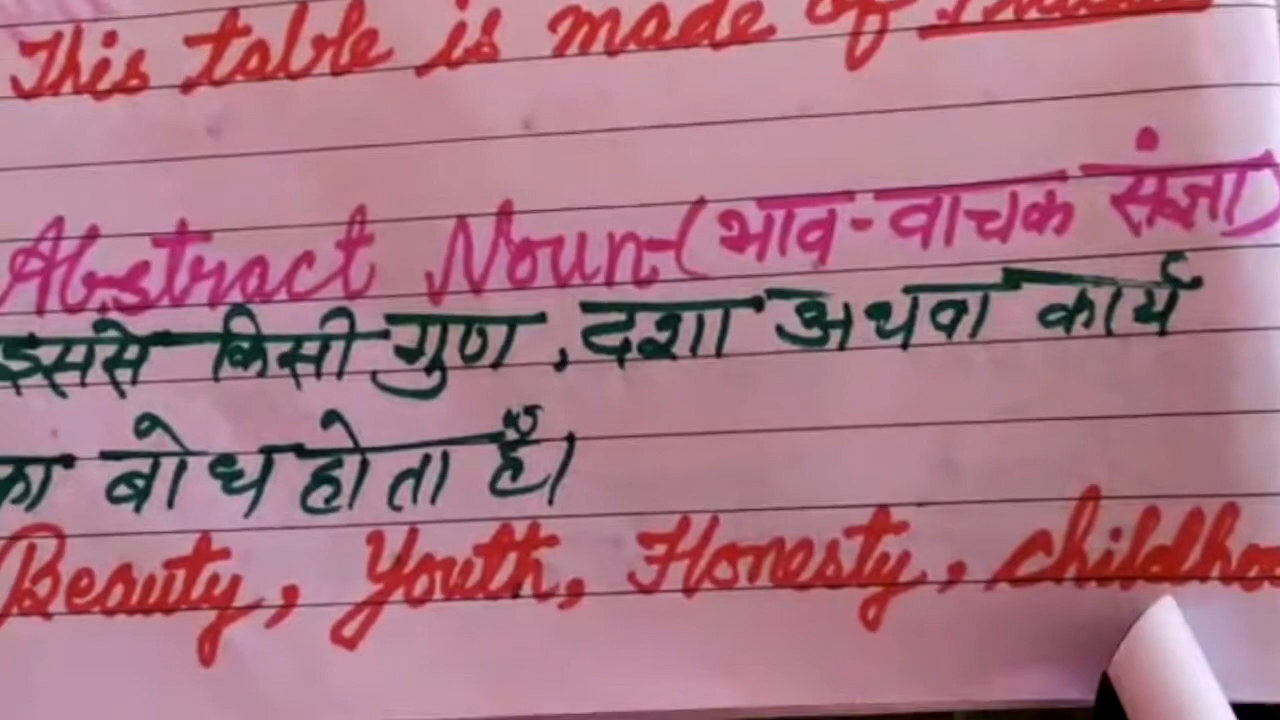 This table is made of
Abstract Noun-(भाव-वाचक संज्ञा)
इससे किसी गुण, दशा अथवा कार्य
का बोध होता हैं।
Beauty, Youth, Honesty,